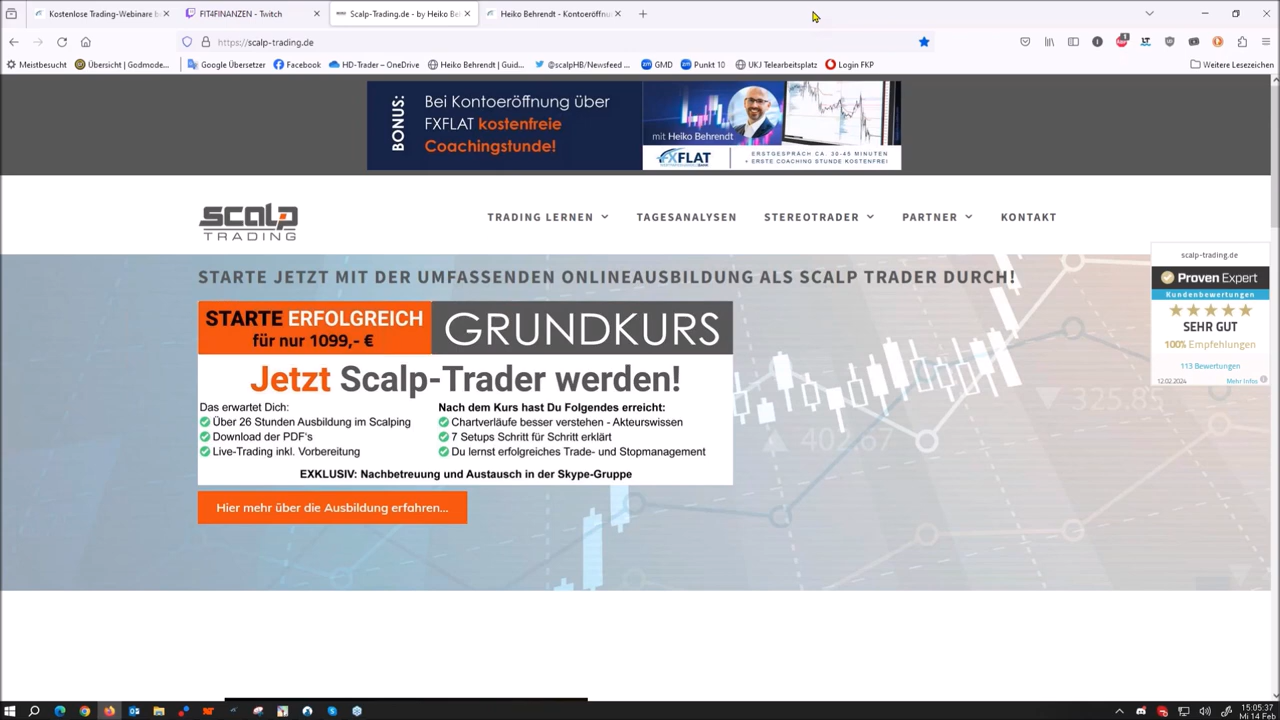 Kostenlose Trading-Webinare b
FIT4FINANZEN - Twitch
Scalp-Trading.de - by Heiko Be
Heiko Behrendt - Kontoeröffnu
https://scalp-trading.de
Meistbesucht
Übersicht | Godmode...
Google Übersetzer
Facebook
HD-Trader – OneDrive
Heiko Behrendt | Guid...
@scalpHB/Newsfeed ...
GMD
Punkt 10
UKJ Telearbeitsplatz
Login FKP
Weitere Lesezeichen
BONUS:
Bei Kontoeröffnung über
FXFLAT kostenfreie
Coachingstunde!
mit Heiko Behrendt
FXFLAT
ERSTGESPRÄCH CA. 30-45 MINUTEN
+ ERSTE COACHING STUNDE KOSTENFREI
scalp
TRADING
TRADING LERNEN
TAGESANALYSEN
STEREOTRADER
PARTNER
KONTAKT
STARTE JETZT MIT DER UMFASSENDEN ONLINEAUSBILDUNG ALS SCALP TRADER DURCH!
STARTE ERFOLGREICH
für nur 1099,- €
GRUNDKURS
Jetzt Scalp-Trader werden!
Das erwartet Dich:
Über 26 Stunden Ausbildung im Scalping
Download der PDF's
Live-Trading inkl. Vorbereitung
Nach dem Kurs hast Du Folgendes erreicht:
Chartverläufe besser verstehen - Akteurswissen
7 Setups Schritt für Schritt erklärt
Du lernst erfolgreiches Trade- und Stopmanagement
EXKLUSIV: Nachbetreuung und Austausch in der Skype-Gruppe
Hier mehr über die Ausbildung erfahren...
scalp-trading.de
Proven Expert
Kundenbewertungen
SEHR GUT
100% Empfehlungen
113 Bewertungen
12.02.2024
Mehr Infos
325.85
40267
15:05:37
Mi 14 Feb